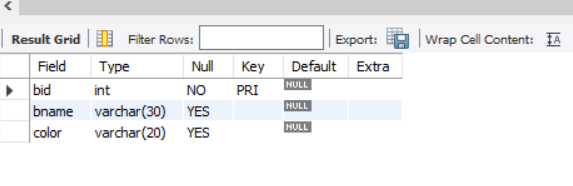 Result Grid Filter Rows: Export: Wrap Cell Content: IA
Field Type Null Key Default Extra
bid int NO PRI NULL
bname varchar(30) YES NULL
color varchar(20) YES NULL